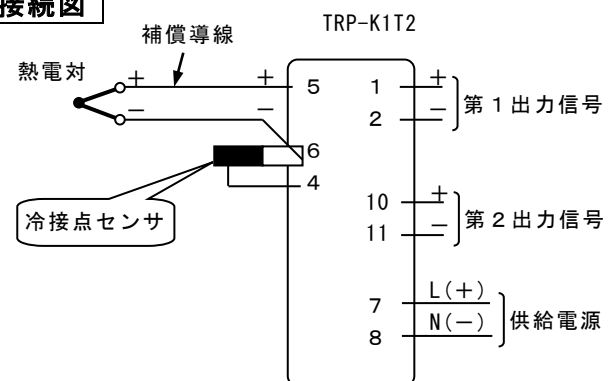 接続図
TRP-K1T2
補償導線
熱電対
+ + 5 1 + 第1出力信号
− − 2 −
6
4
冷接点センサ
10 + 第2出力信号
11 −
7 L(+) 供給電源
8 N(−)